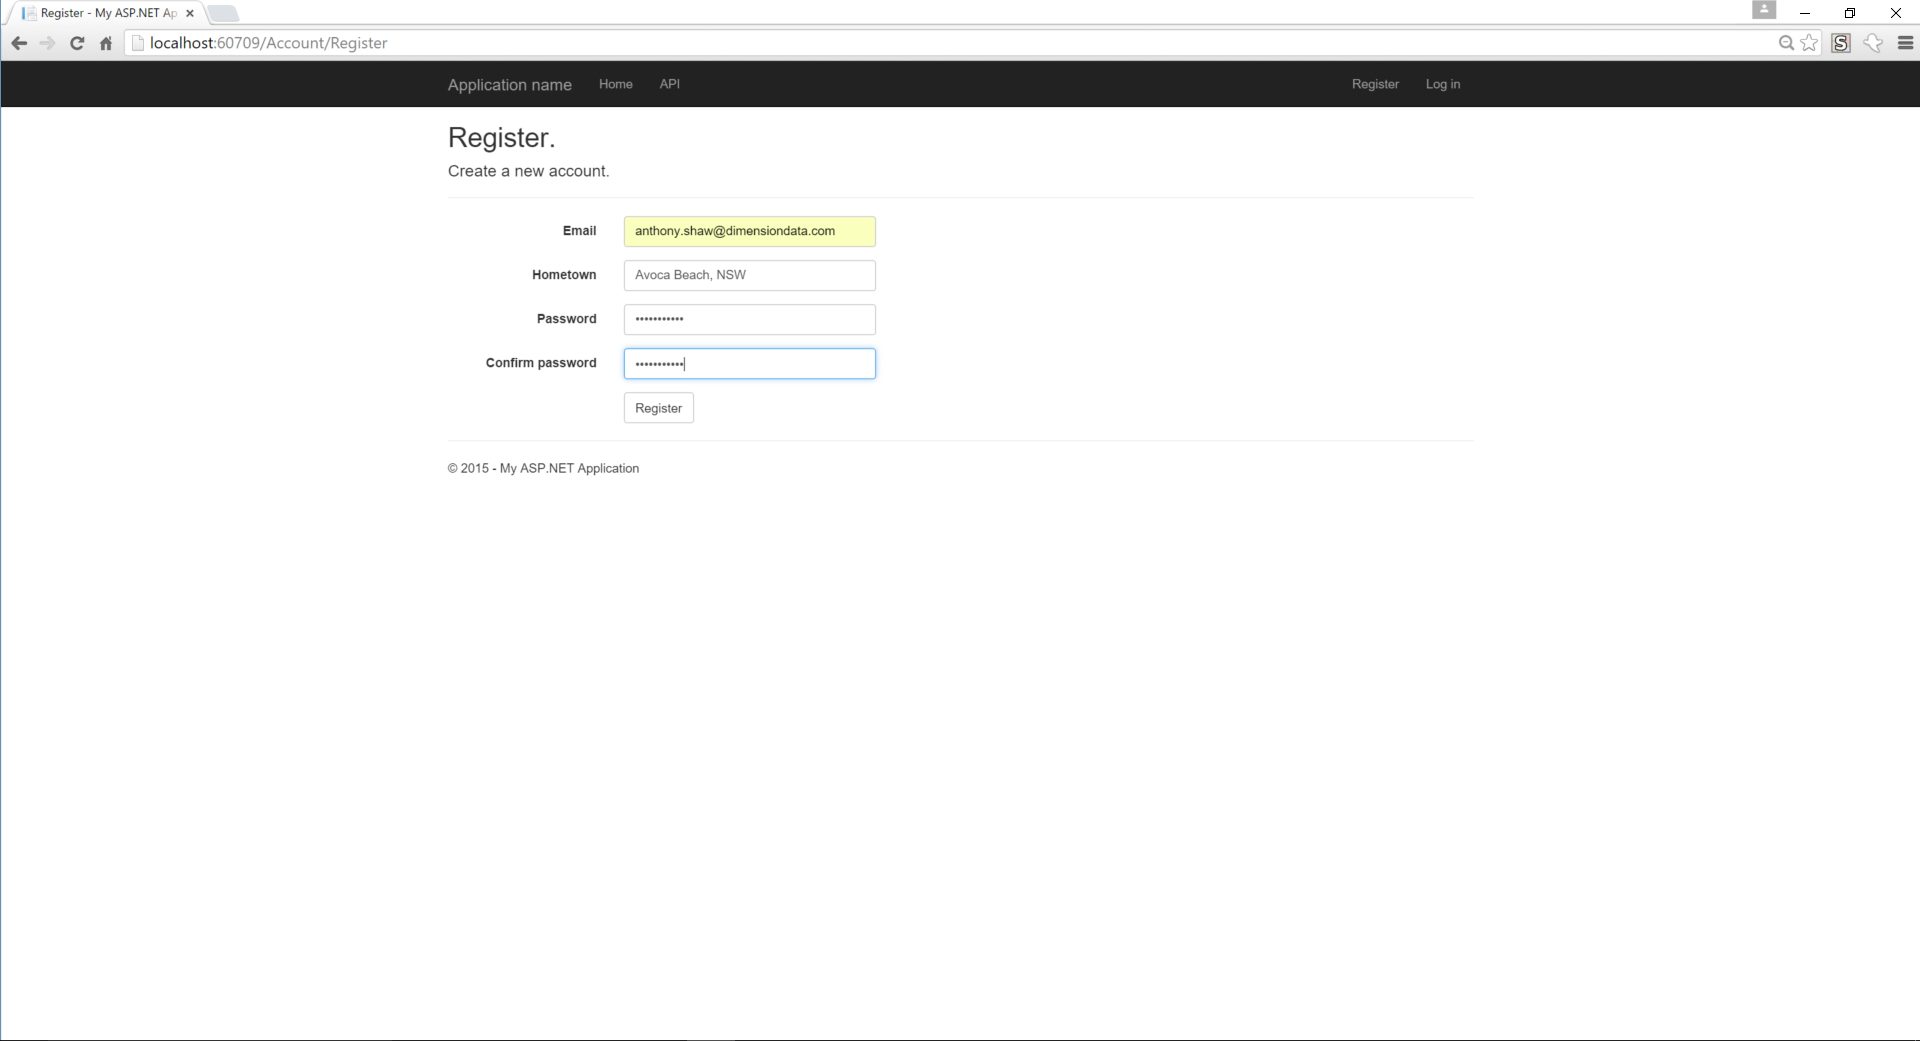 Register - My ASP.NET Ap
localhost:60709/Account/Register
Application name Home API Register Log in
Register.
Create a new account.
Email anthony.shaw@dimensiondata.com
Hometown Avoca Beach, NSW
Password •••••••••••
Confirm password •••••••••••
Register
© 2015 - My ASP.NET Application